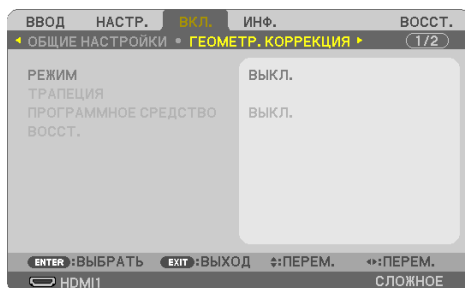 ВВОД НАСТР. ВКЛ. ИНФ. ВОССТ.
ОБЩИЕ НАСТРОЙКИ • ГЕОМЕТР. КОРРЕКЦИЯ 1/2
РЕЖИМ ВЫКЛ.
ТРАПЕЦИЯ
ПРОГРАММНОЕ СРЕДСТВО ВЫКЛ.
ВОССТ.
ENTER :ВЫБРАТЬ EXIT :ВЫХОД :ПЕРЕМ. :ПЕРЕМ.
HDMI1 СЛОЖНОЕ